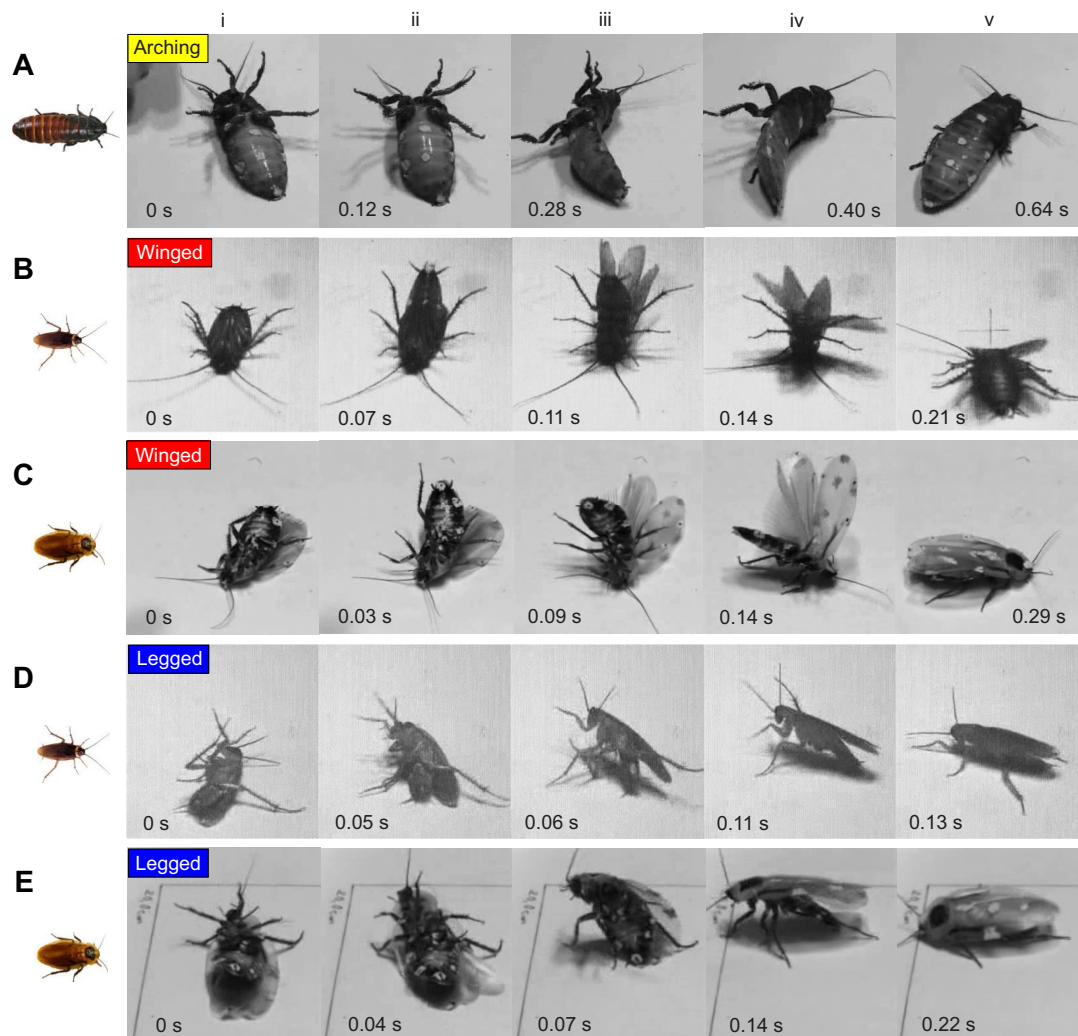 i ii iii iv v
A
Arching
0 s 0.12 s 0.28 s 0.40 s 0.64 s
B
Winged
0 s 0.07 s 0.11 s 0.14 s 0.21 s
C
Winged
0 s 0.03 s 0.09 s 0.14 s 0.29 s
D
Legged
0 s 0.05 s 0.06 s 0.11 s 0.13 s
E
Legged
0 s 0.04 s 0.07 s 0.14 s 0.22 s